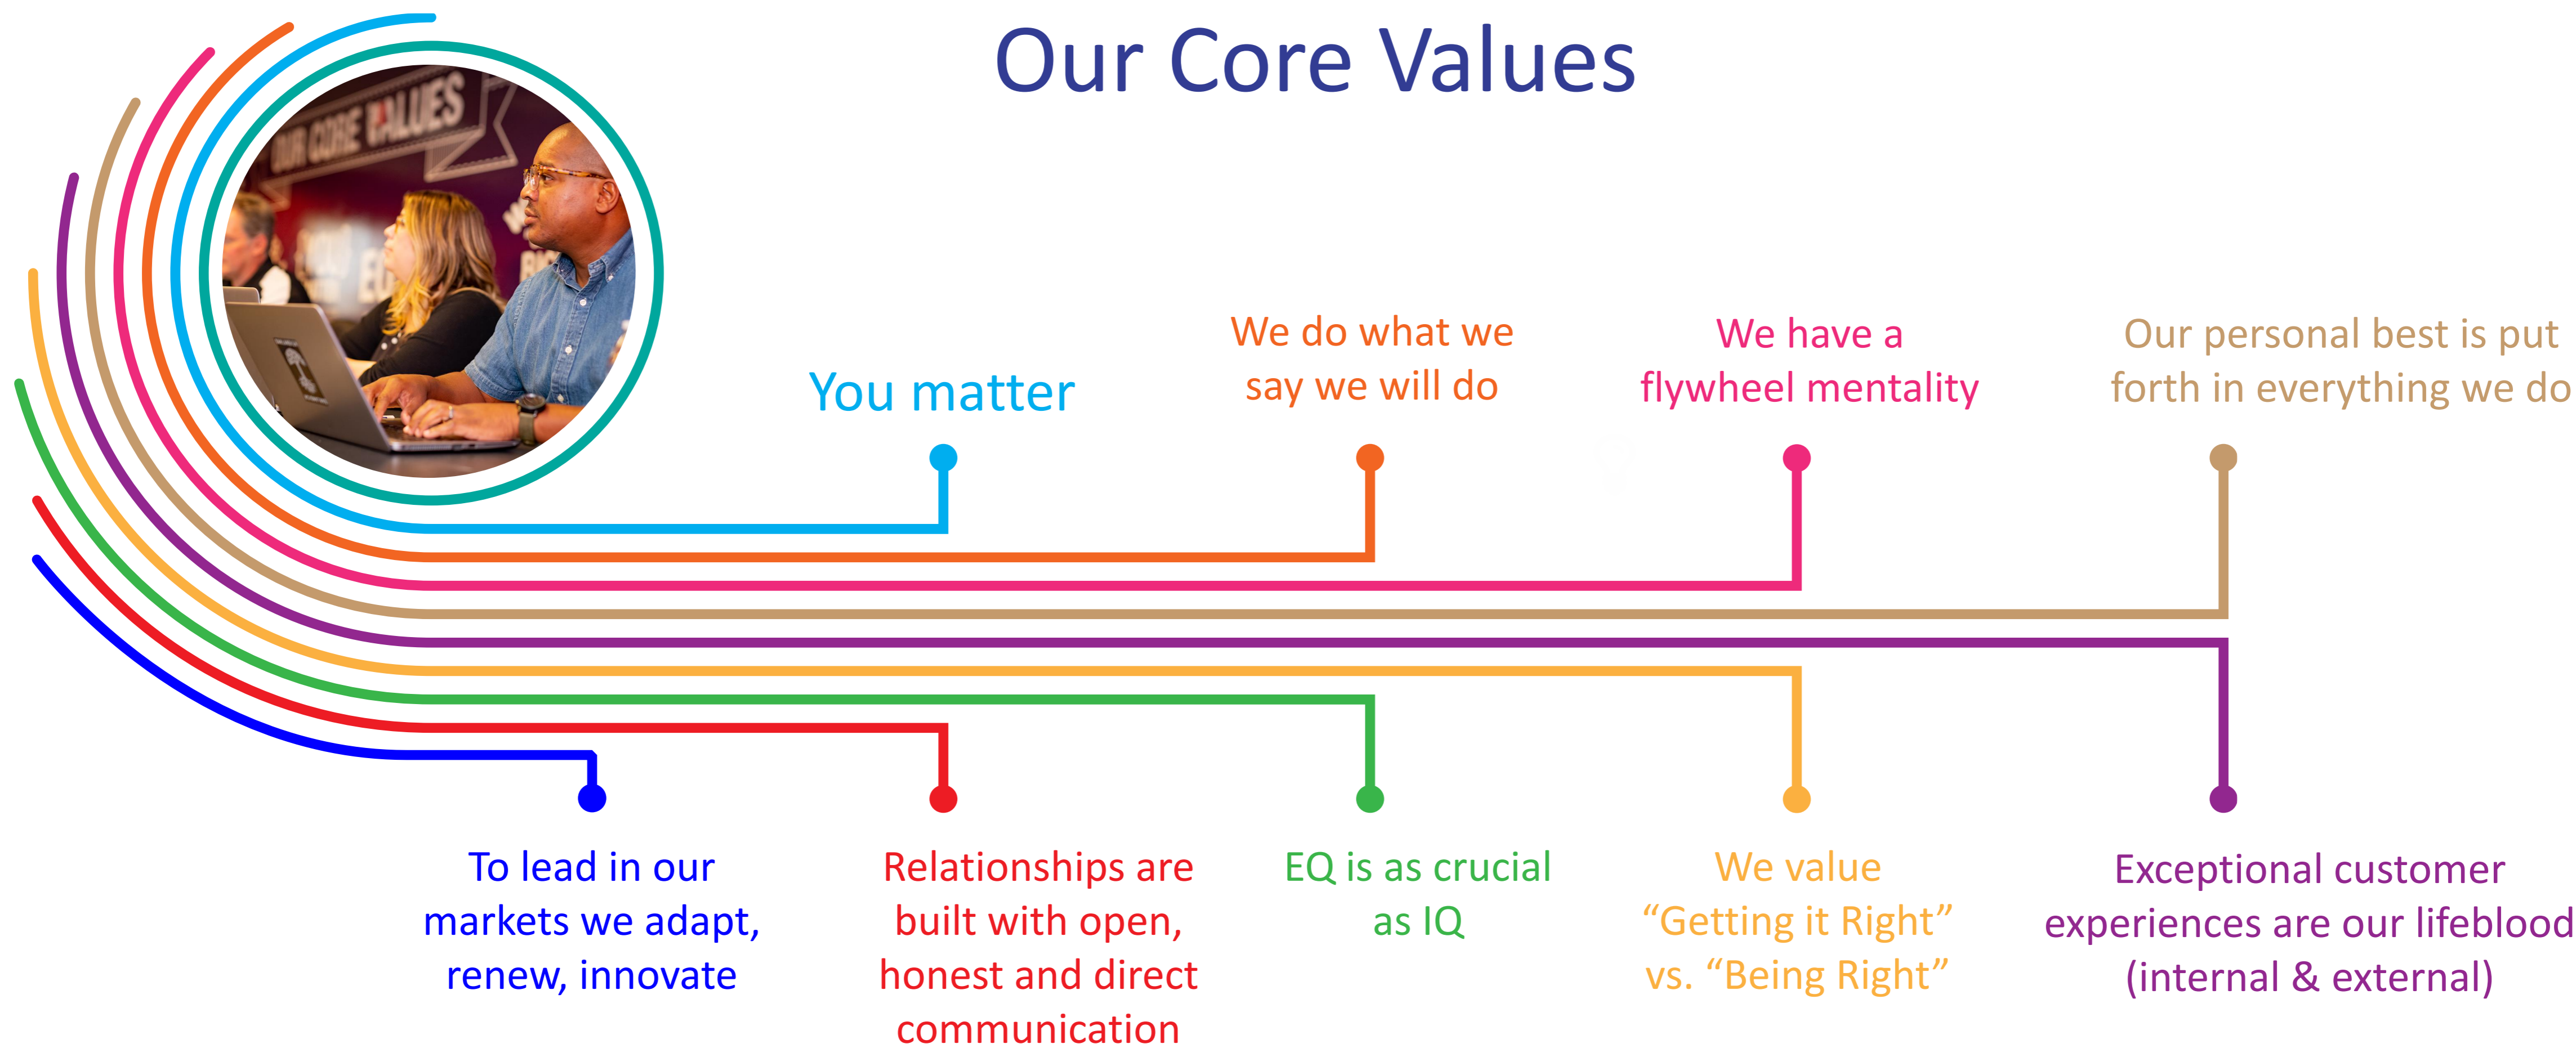 Our Core Values
OUR CORE VALUES
You matter
We do what we
say we will do
We have a
flywheel mentality
Our personal best is put
forth in everything we do
To lead in our
markets we adapt,
renew, innovate
Relationships are
built with open,
honest and direct
communication
EQ is as crucial
as IQ
We value
“Getting it Right”
vs. “Being Right”
Exceptional customer
experiences are our lifeblood
(internal & external)